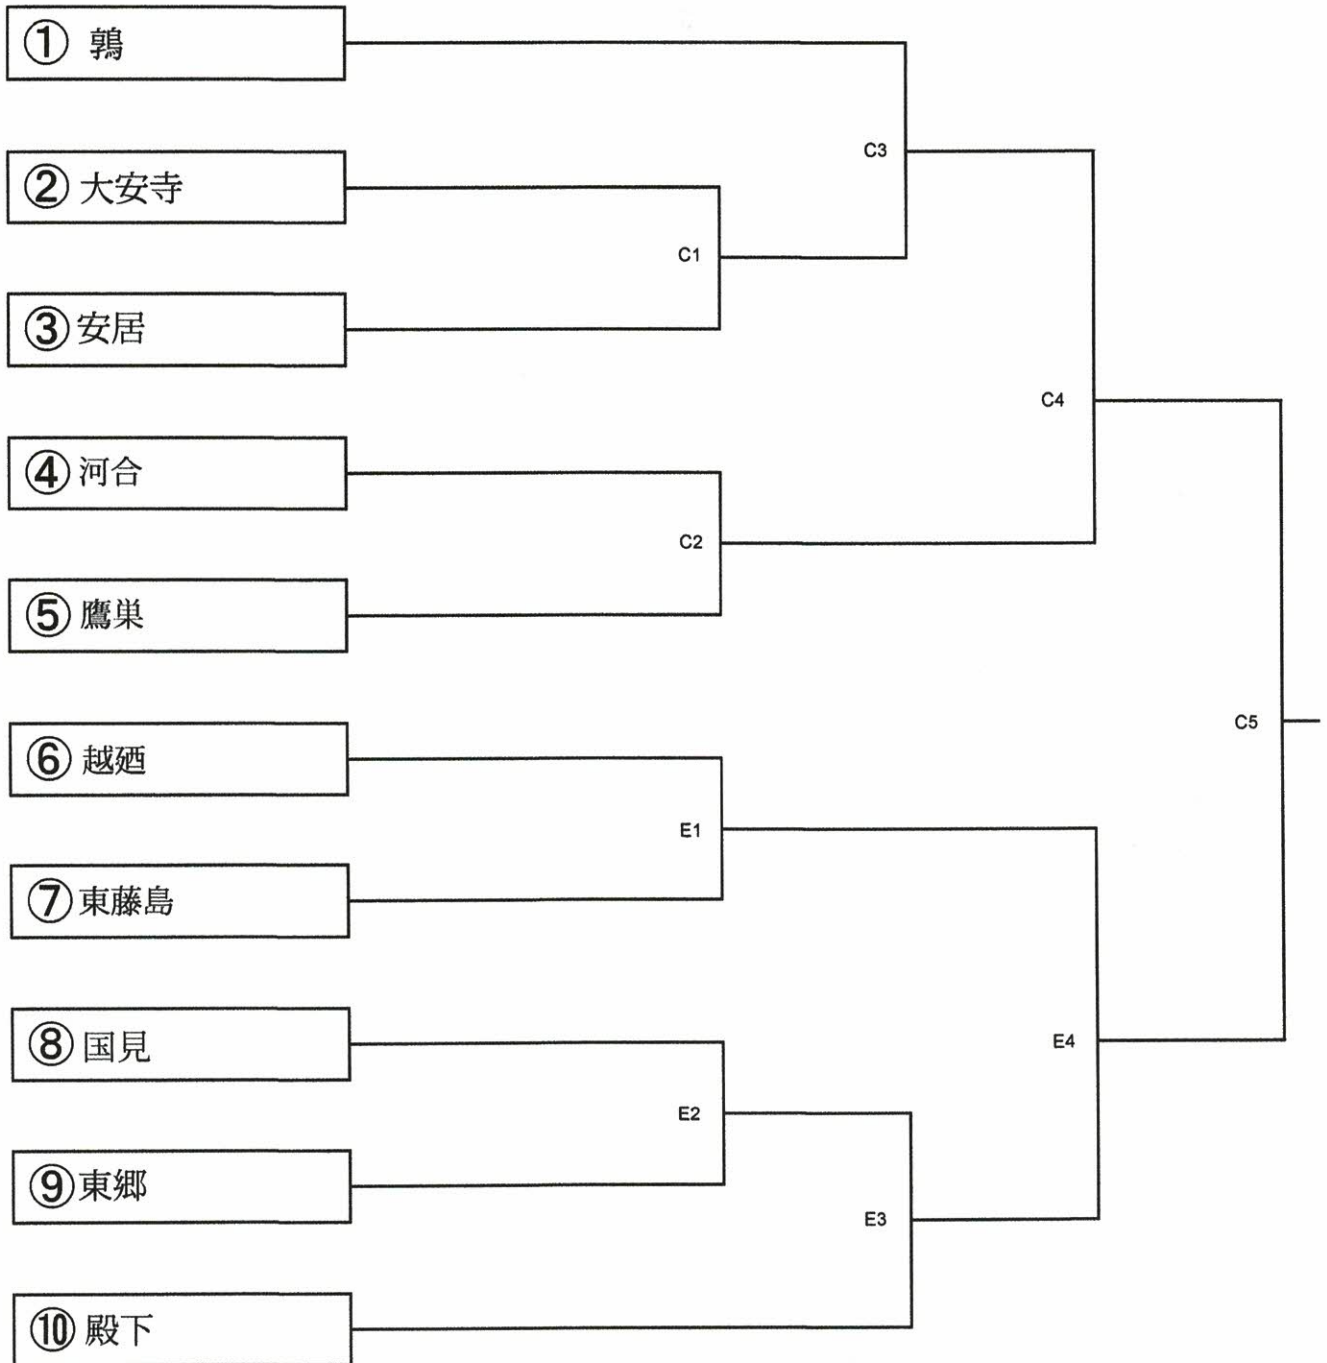 ① 鶉
② 大安寺
③ 安居
④ 河合
⑤ 鷹巣
⑥ 越廼
⑦ 東藤島
⑧ 国見
⑨ 東郷
⑩ 殿下
C3
C1
C4
C2
C5
E1
E4
E2
E3